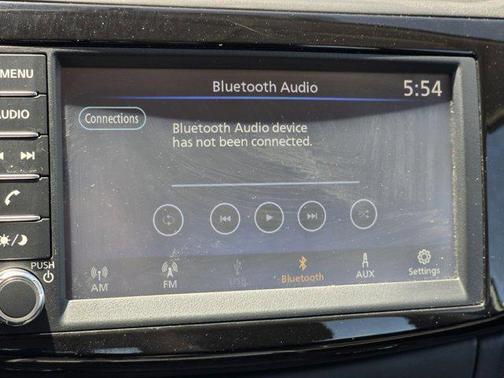 MENU
Bluetooth Audio
5:54
AUDIO
Connections
Bluetooth Audio device
has not been connected.
PUSH
AM
FM
USB
Bluetooth
AUX
Settings